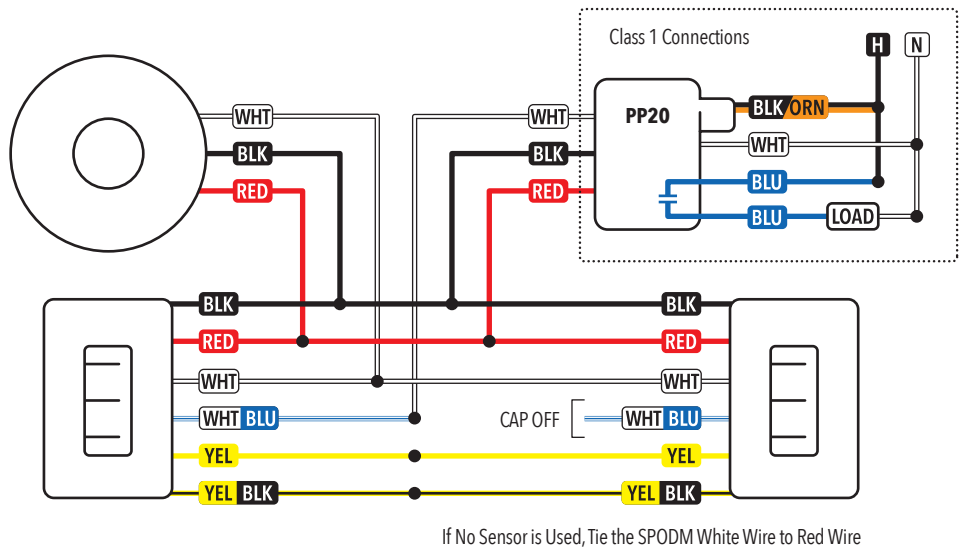 Class 1 Connections
H N
WHT WHT PP20 BLK ORN
BLK BLK WHT
RED RED BLU
BLU LOAD
BLK BLK
RED RED
WHT WHT
WHT BLU CAP OFF WHT BLU
YEL YEL
YEL BLK YEL BLK
If No Sensor is Used, Tie the SPODM White Wire to Red Wire